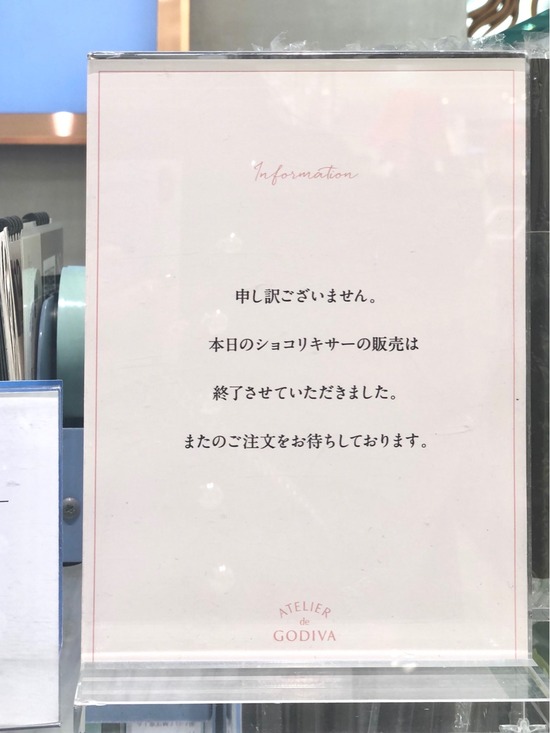 Information
申し訳ございません。
本日のショコリキサーの販売は
終了させていただきました。
またのご注文をお待ちしております。
ATELIER
de
GODIVA